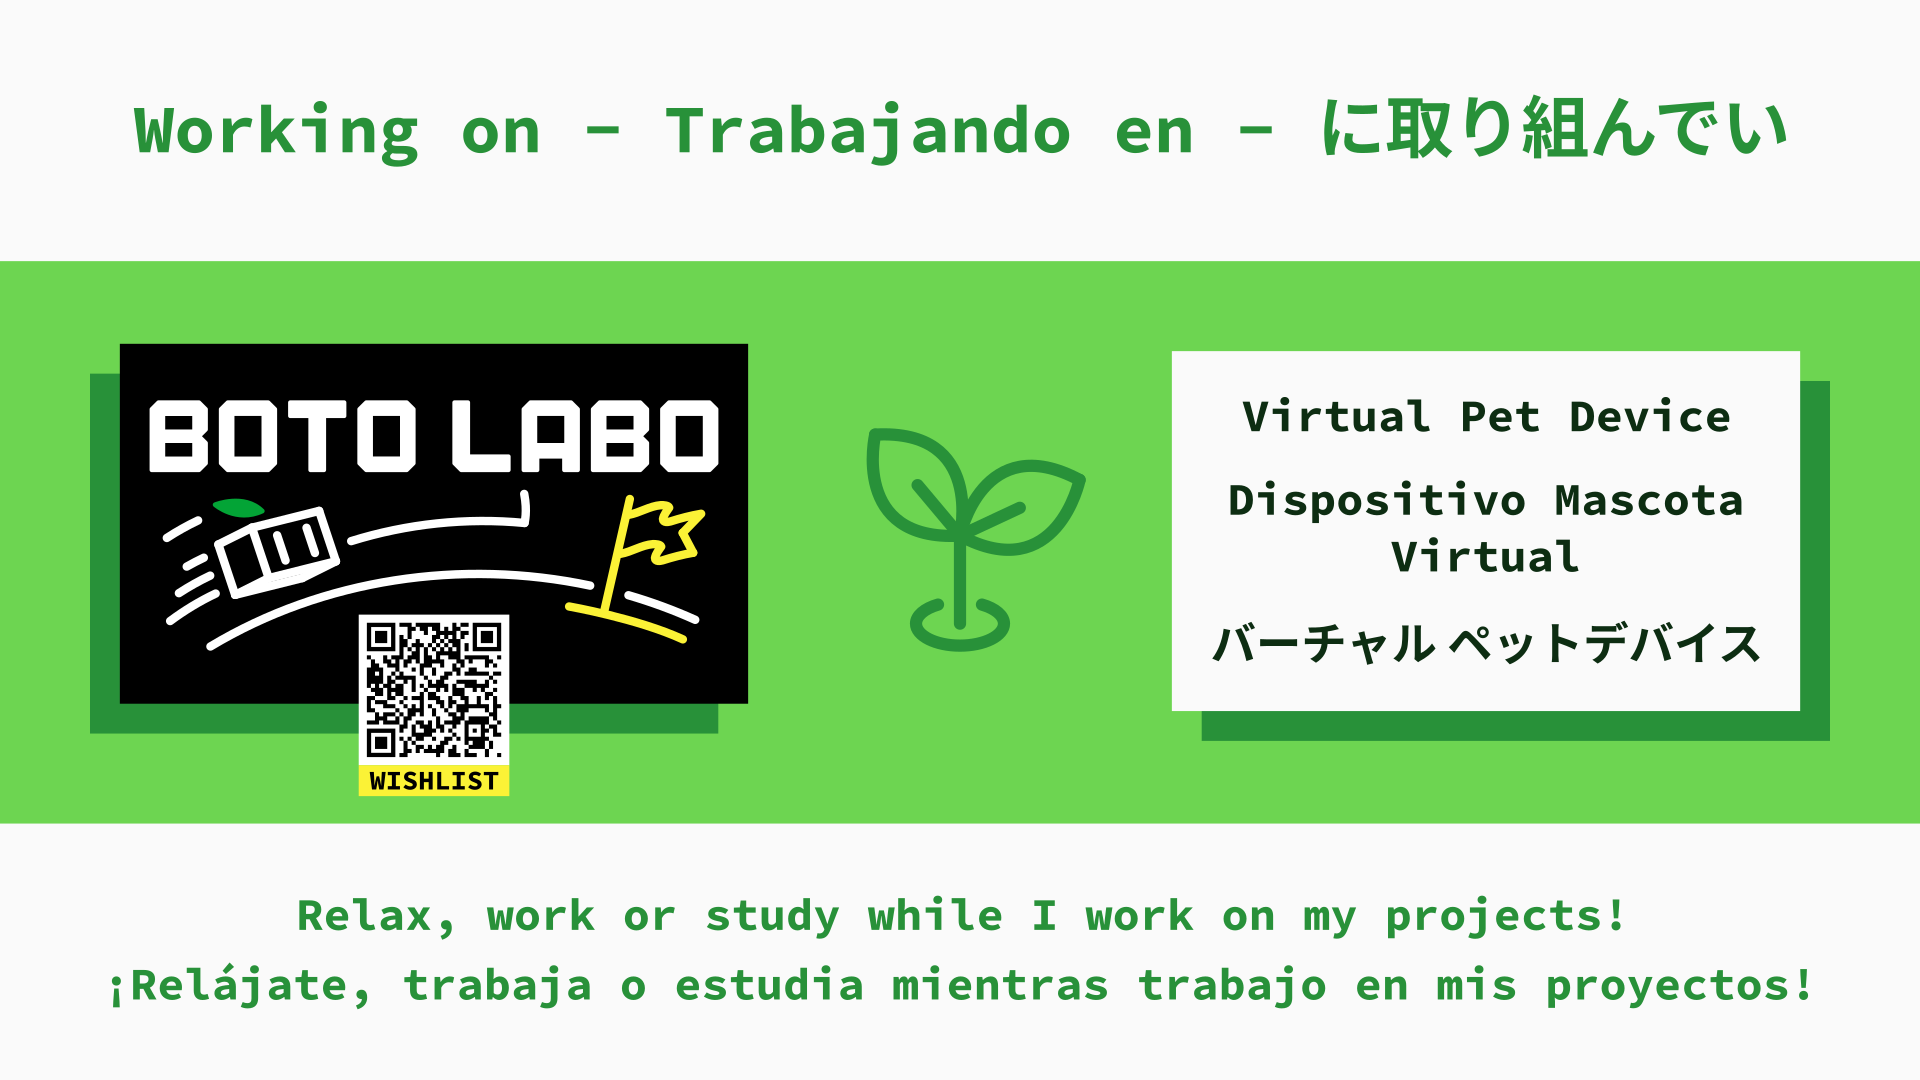 Working on - Trabajando en - に取り組んでい
BOTO LABO
WISHLIST
Virtual Pet Device
Dispositivo Mascota
Virtual
バーチャル ペットデバイス
Relax, work or study while I work on my projects!
¡Relájate, trabaja o estudia mientras trabajo en mis proyectos!